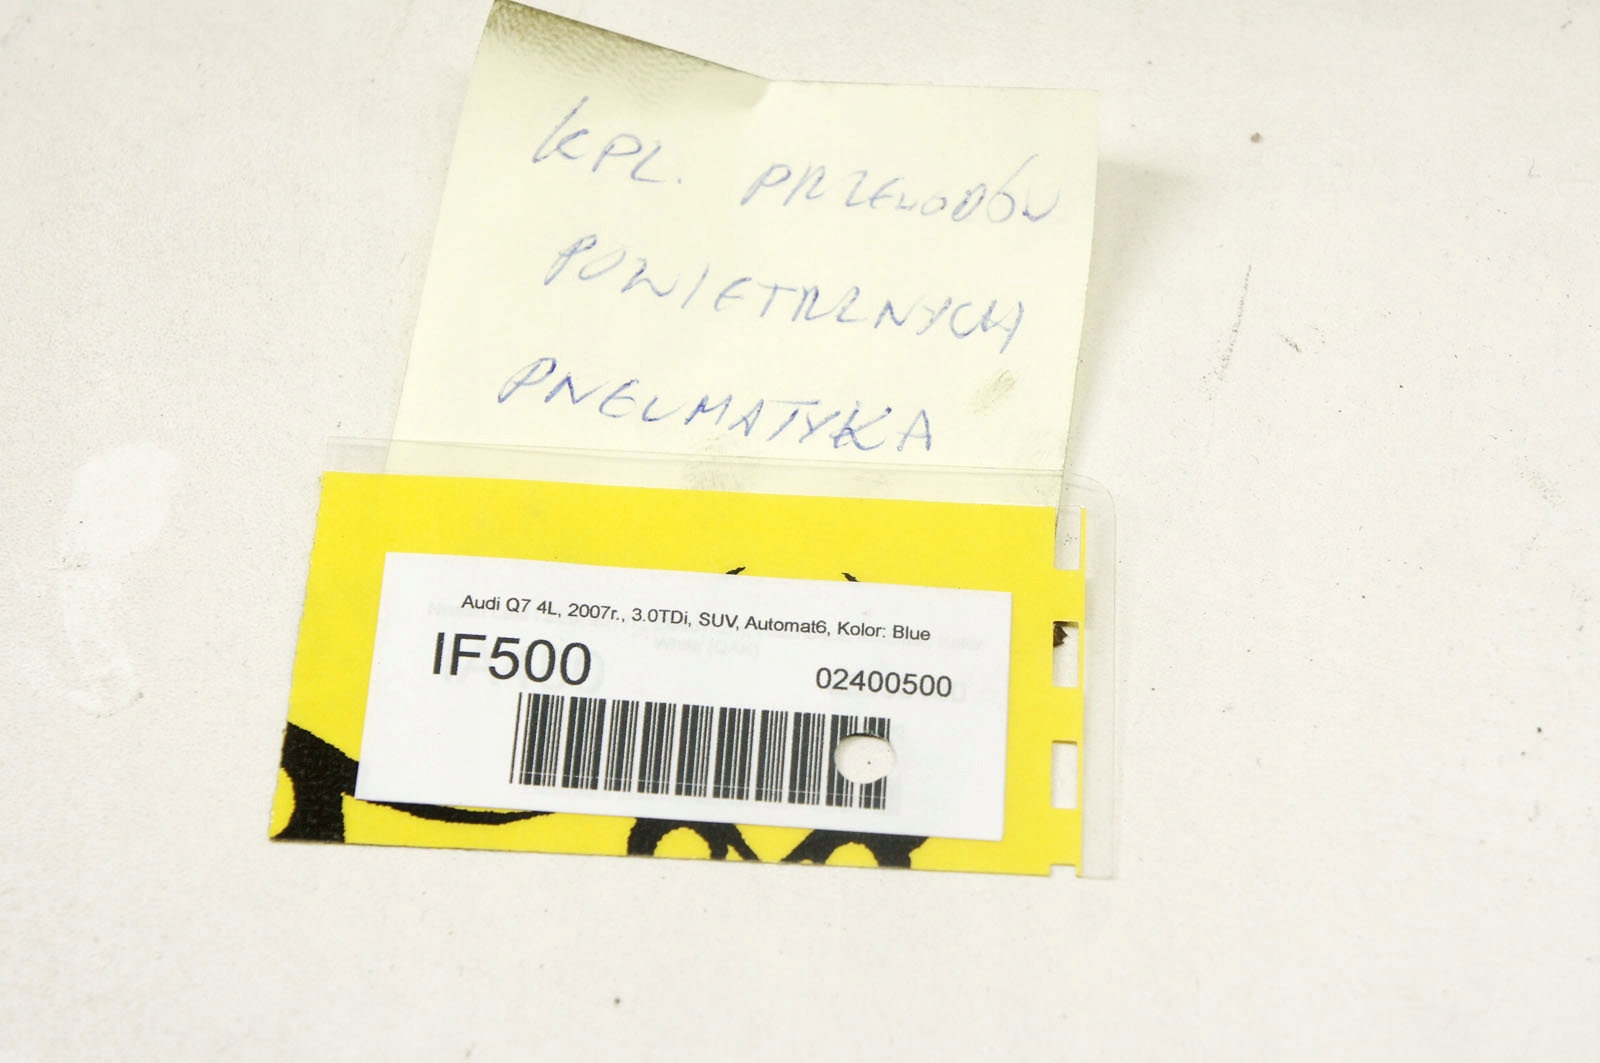 KPL. PRZEWODÓW
POWIETRZNYCH
PNEUMATYKA
Audi Q7 4L, 2007r., 3.0TDi, SUV, Automat6, Kolor: Blue
IF500
02400500